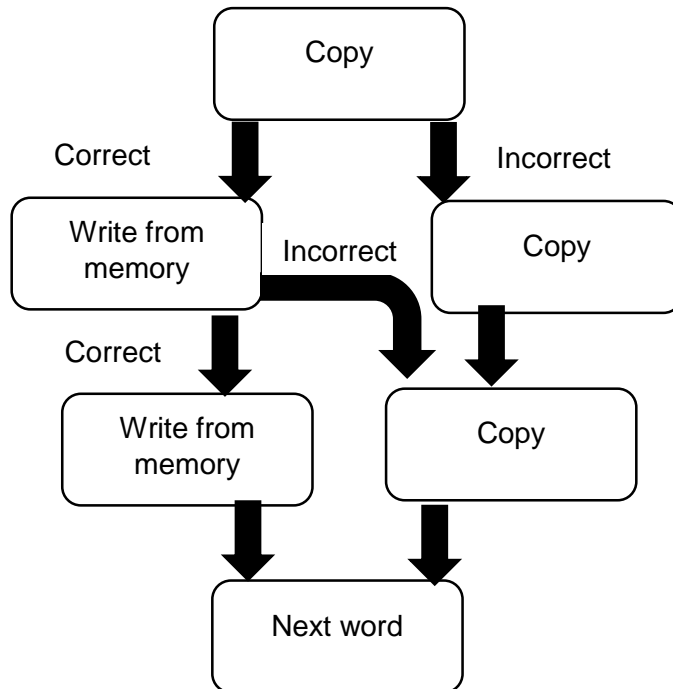 Copy
Correct
Incorrect
Write from
memory
Incorrect
Copy
Correct
Write from
memory
Copy
Next word